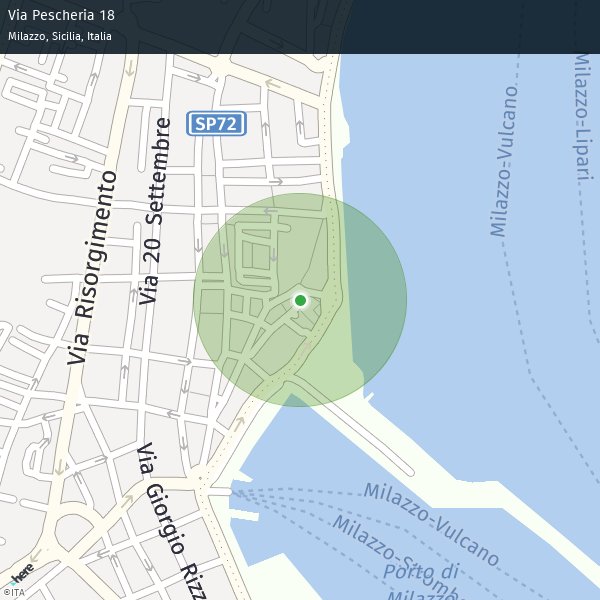 Via Pescheria 18
Milazzo, Sicilia, Italia
SP72
Milazzo-Vulcano
Milazzo-Lipari
Via 20 Settembre
Via Risorgimento
Via Giorgio Rizz
Milazzo-Vulcano
Milazzo-Stromb
Porto di
Milazzo
here
©ITA